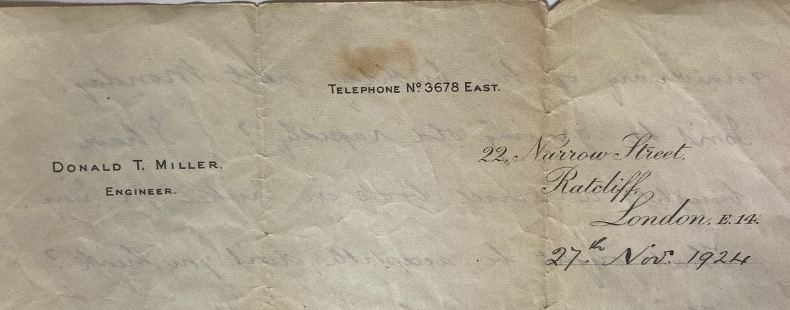 TELEPHONE Nº 3678 EAST.
DONALD T. MILLER,
ENGINEER.
22, Narrow Street,
Ratcliff,
London, E.14.
27th Nov. 1924